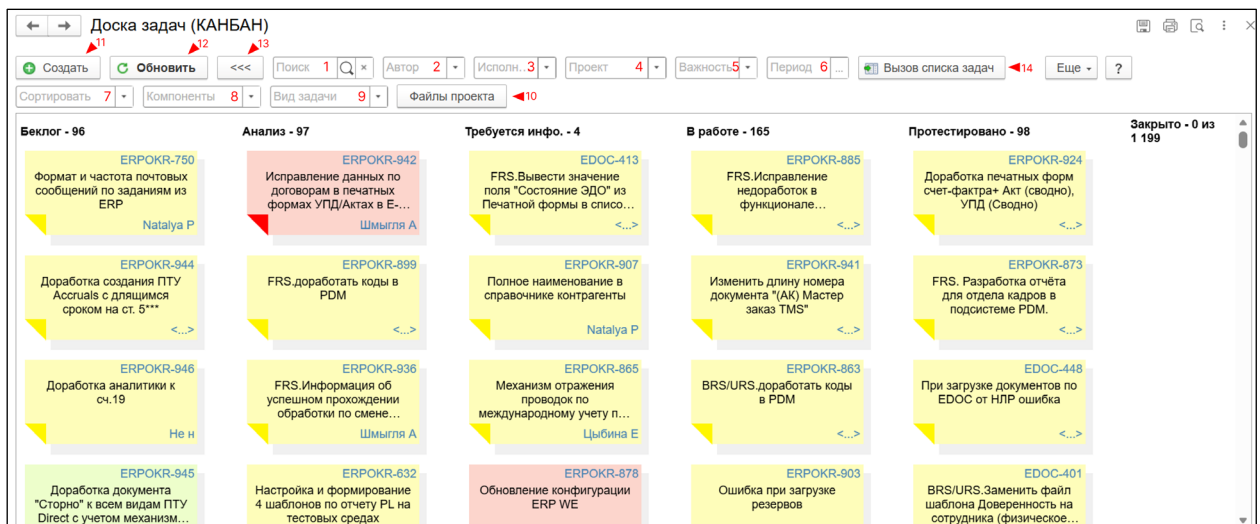 Доска задач (КАНБАН)
11 12 13
Создать Обновить <<< Поиск 1 Автор 2 Исполн.. 3 Проект 4 Важность 5 Период 6 ... Вызов списка задач 14 Еще ?
Сортировать 7 Компоненты 8 Вид задачи 9 Файлы проекта 10
Беклог - 96
ERPOKR-750
Формат и частота почтовых
сообщений по заданиям из
ERP
Natalya P
ERPOKR-944
Доработка создания ПТУ
Accruals с длящимся
сроком на ст. 5***
<...>
ERPOKR-946
Доработка аналитики к
сч.19
Не н
ERPOKR-945
Доработка документа
"Сторно" к всем видам ПТУ
Direct с учетом механизм...
Анализ - 97
ERPOKR-942
Исправление данных по
договорам в печатных
формах УПД/Актах в E-...
Шмыгля А
ERPOKR-899
FRS.доработать коды в
PDM
<...>
ERPOKR-936
FRS.Информация об
успешном прохождении
обработки по смене...
Шмыгля А
ERPOKR-632
Настройка и формирование
4 шаблонов по отчету PL на
тестовых средах
Требуется инфо. - 4
EDOC-413
FRS.Вывести значение
поля "Состояние ЭДО" из
Печатной формы в списо...
<...>
ERPOKR-907
Полное наименование в
справочнике контрагенты
Natalya P
ERPOKR-865
Механизм отражения
проводок по
международному учету п...
Цыбина Е
ERPOKR-878
Обновление конфигурации
ERP WE
В работе - 165
ERPOKR-885
FRS.Исправление
недоработок в
функционале...
<...>
ERPOKR-941
Изменить длину номера
документа "(АК) Мастер
заказ TMS"
<...>
ERPOKR-863
BRS/URS.доработать коды
в PDM
<...>
ERPOKR-903
Ошибка при загрузке
резервов
Протестировано - 98
ERPOKR-924
Доработка печатных форм
счет-фактра+ Акт (сводно),
УПД (Сводно)
<...>
ERPOKR-873
FRS. Разработка отчёта
для отдела кадров в
подсистеме PDM.
<...>
EDOC-448
При загрузке документов по
EDOC от НЛР ошибка
<...>
EDOC-401
BRS/URS.Заменить файл
шаблона Доверенность на
сотрудника (физическое...
Закрыто - 0 из
1 199